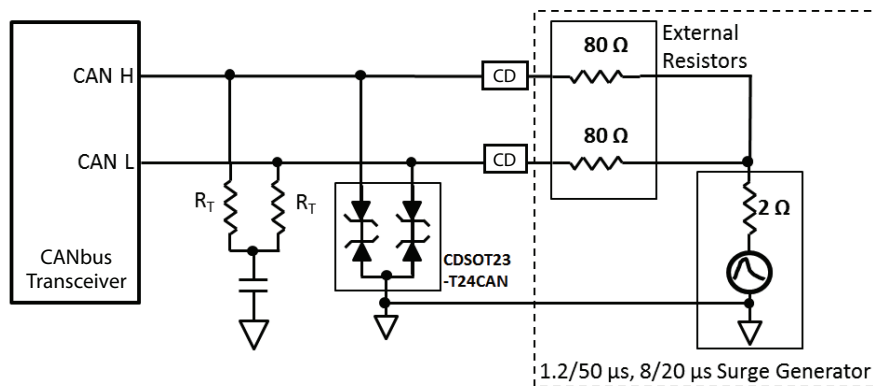 CAN H
CAN L
CANbus
Transceiver
R_T
R_T
CDSOT23
-T24CAN
CD
CD
80 Ω
80 Ω
External
Resistors
2 Ω
1.2/50 μs, 8/20 μs Surge Generator